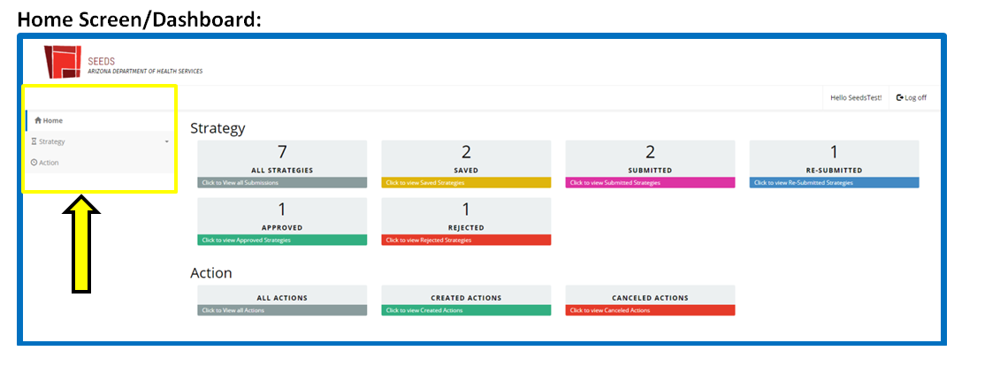 Home Screen/Dashboard:
SEEDS
ARIZONA DEPARTMENT OF HEALTH SERVICES
Hello SeedsTest! Log off
Home
Strategy
Action
Strategy
7 2 2 1
ALL STRATEGIES SAVED SUBMITTED RE-SUBMITTED
Click to View all Submissions Click to view Saved Strategies Click to view Submitted Strategies Click to view Re-Submitted Strategies
1 1
APPROVED REJECTED
Click to view Approved Strategies Click to view Rejected Strategies
Action
ALL ACTIONS CREATED ACTIONS CANCELED ACTIONS
Click to View all Actions Click to view Created Actions Click to view Canceled Actions